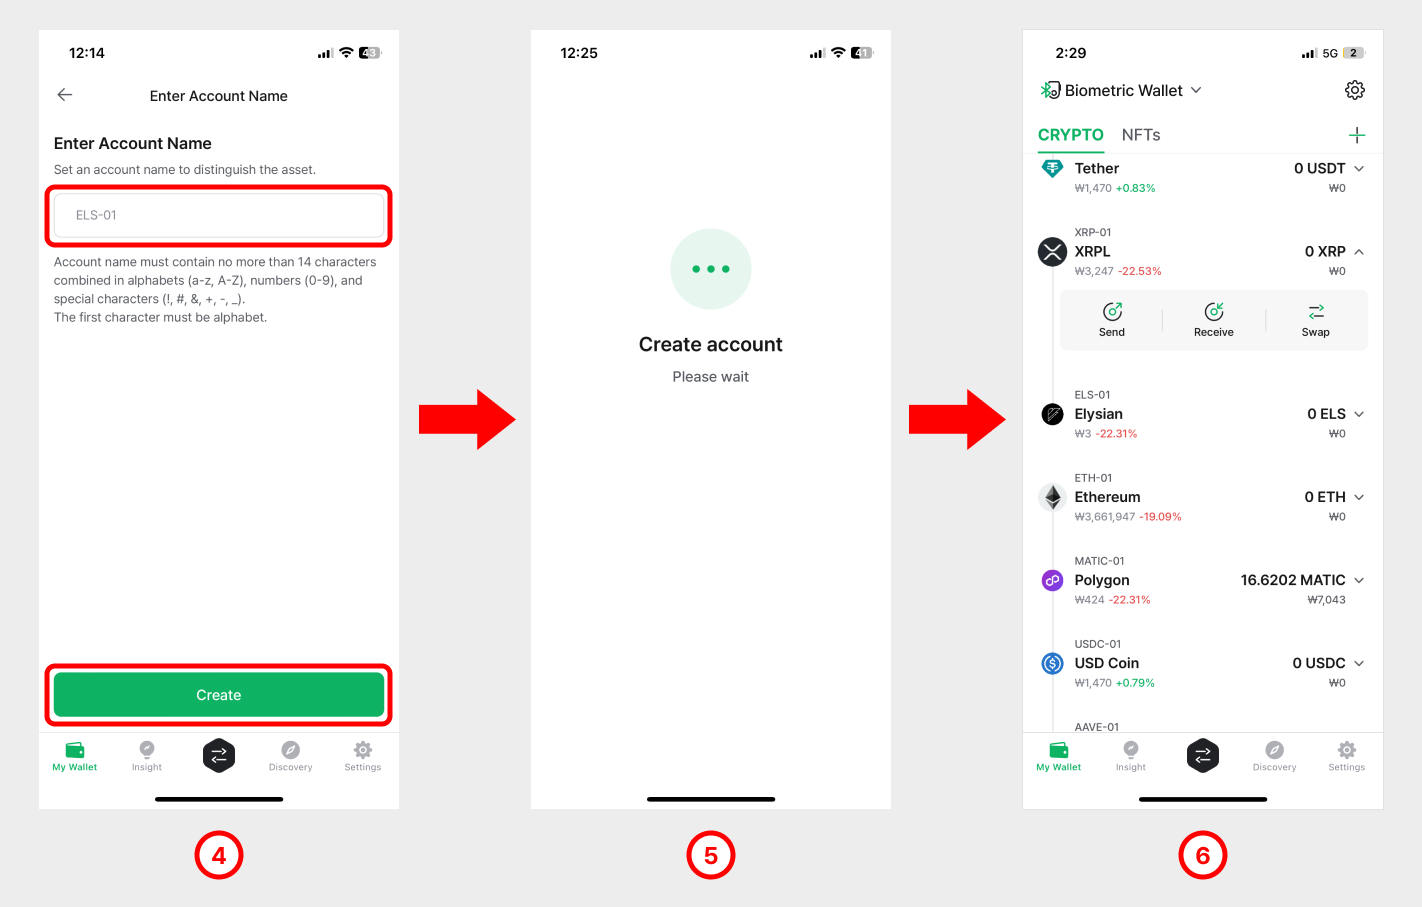 12:14
43
Enter Account Name
Enter Account Name
Set an account name to distinguish the asset.
ELS-01
Account name must contain no more than 14 characters
combined in alphabets (a-z, A-Z), numbers (0-9), and
special characters (!, #, &, +, -, _).
The first character must be alphabet.
Create
My Wallet
Insight
Discovery
Settings
4
12:25
41
Create account
Please wait
5
2:29
5G
2
Biometric Wallet
CRYPTO
NFTs
Tether
0 USDT
₩1,470 +0.83%
₩0
XRP-01
XRPL
0 XRP
₩3,247 -22.53%
₩0
Send
Receive
Swap
ELS-01
Elysian
0 ELS
₩3 -22.31%
₩0
ETH-01
Ethereum
0 ETH
₩3,661,947 -19.09%
₩0
MATIC-01
Polygon
16.6202 MATIC
₩424 -22.31%
₩7,043
USDC-01
USD Coin
0 USDC
₩1,470 +0.79%
₩0
AAVE-01
My Wallet
Insight
Discovery
Settings
6